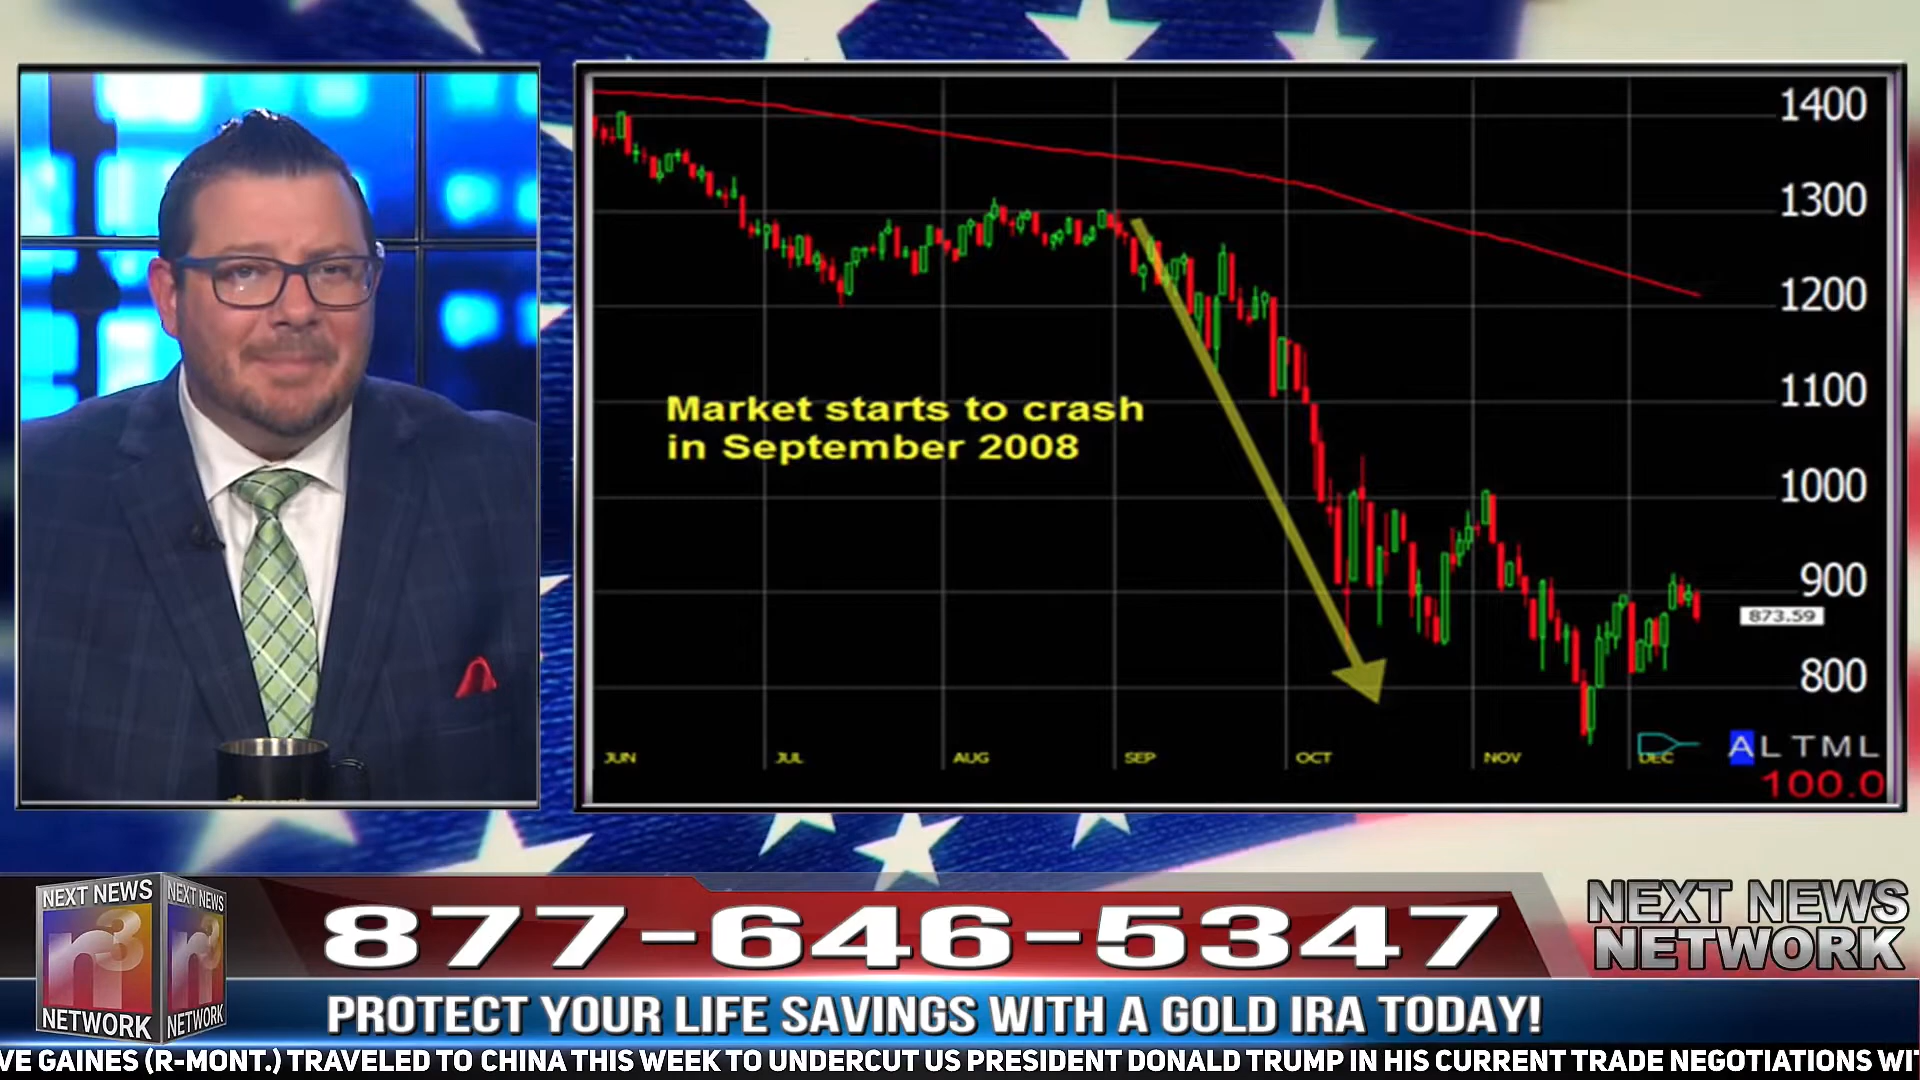 1400
1300
1200
1100
1000
900
873.59
800
Market starts to crash
in September 2008
JUN JUL AUG SEP OCT NOV DEC
ALTML
100.0
NEXT NEWS
n3
NETWORK
NEXT NEWS
n3
NETWORK
877-646-5347
NEXT NEWS
NETWORK
PROTECT YOUR LIFE SAVINGS WITH A GOLD IRA TODAY!
VE GAINES (R-MONT.) TRAVELED TO CHINA THIS WEEK TO UNDERCUT US PRESIDENT DONALD TRUMP IN HIS CURRENT TRADE NEGOTIATIONS WI